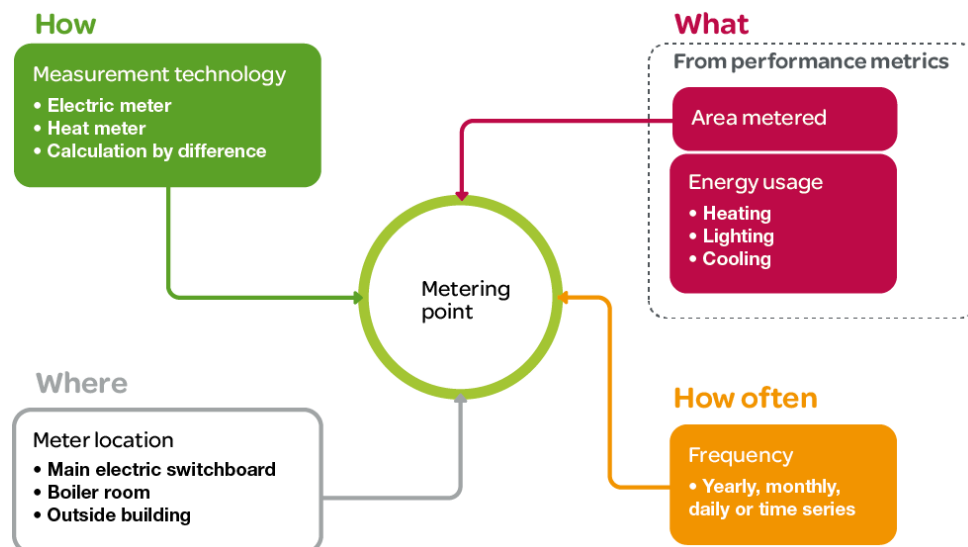 How
Measurement technology
• Electric meter
• Heat meter
• Calculation by difference
What
From performance metrics
Area metered
Energy usage
• Heating
• Lighting
• Cooling
Metering
point
Where
Meter location
• Main electric switchboard
• Boiler room
• Outside building
How often
Frequency
• Yearly, monthly,
daily or time series